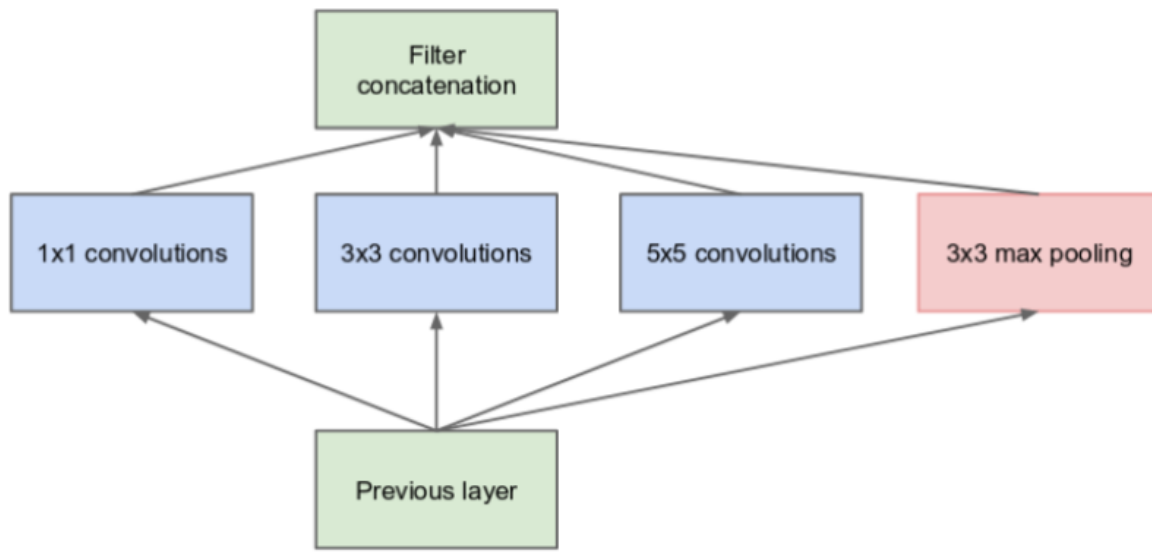 Filter
concatenation
1x1 convolutions
3x3 convolutions
5x5 convolutions
3x3 max pooling
Previous layer